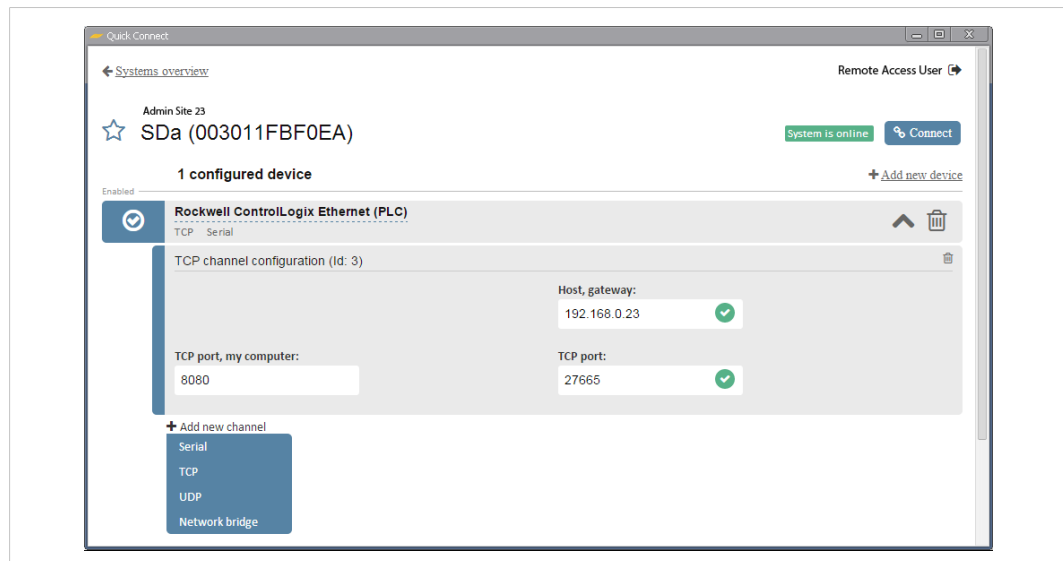 Quick Connect
Systems overview
Remote Access User
Admin Site 23
SDa (003011FBF0EA)
System is online
Connect
1 configured device
Add new device
Enabled
Rockwell ControlLogix Ethernet (PLC)
TCP Serial
TCP channel configuration (Id: 3)
Host, gateway:
192.168.0.23
TCP port, my computer:
TCP port:
8080
27665
Add new channel
Serial
TCP
UDP
Network bridge